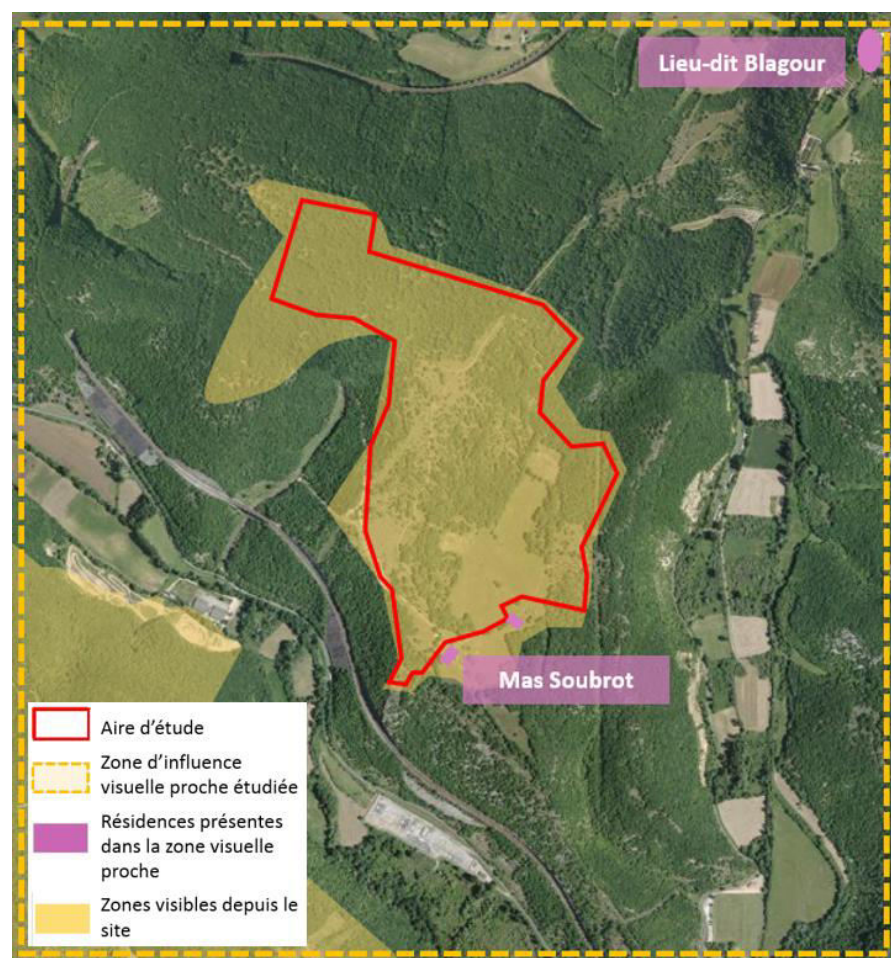 Lieu-dit Blagour
Mas Soubrot
Aire d'étude
Zone d'influence
visuelle proche étudiée
Résidences présentes
dans la zone visuelle
proche
Zones visibles depuis le
site